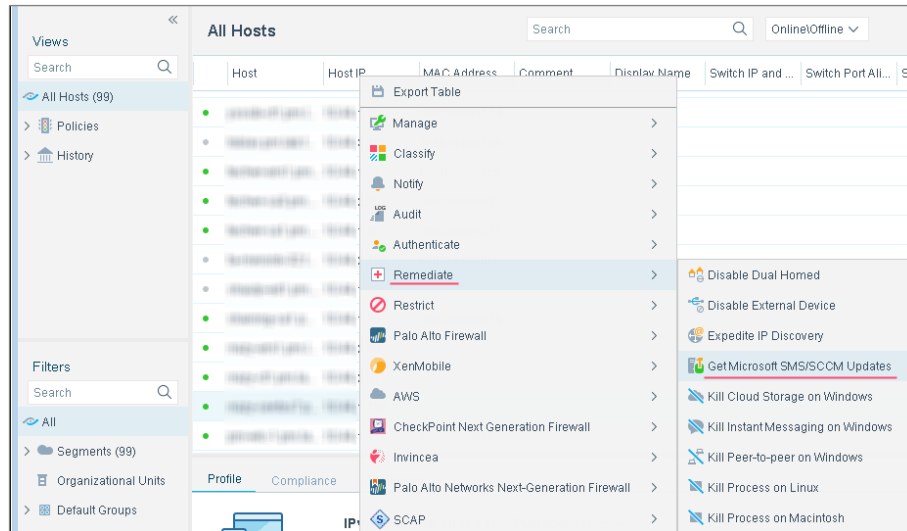 «
Views
Search
All Hosts (99)
Policies
History
Filters
Search
All
Segments (99)
Organizational Units
Default Groups
All Hosts
Search
Online\Offline
Host Host IP MAC Address Comment Display Name Switch IP and ... Switch Port Ali... S
Export Table
Manage
Classify
Notify
LOG
Audit
Authenticate
Remediate
Restrict
Palo Alto Firewall
XenMobile
AWS
CheckPoint Next Generation Firewall
Invincea
Palo Alto Networks Next-Generation Firewall
SCAP
Disable Dual Homed
Disable External Device
Expedite IP Discovery
Get Microsoft SMS/SCCM Updates
Kill Cloud Storage on Windows
Kill Instant Messaging on Windows
Kill Peer-to-peer on Windows
Kill Process on Linux
Kill Process on Macintosh
Profile Compliance